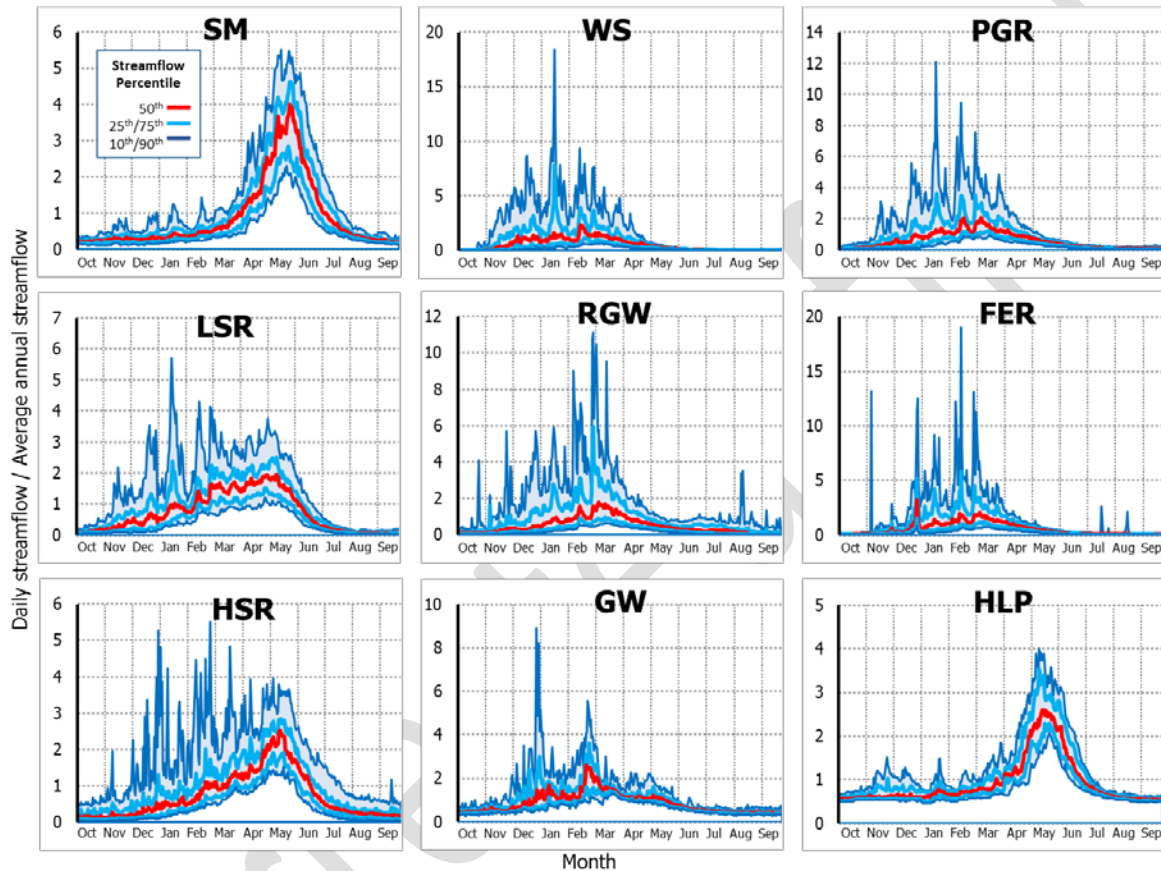 Daily streamflow / Average annual streamflow
SM
6
5
4
3
2
1
0
Streamflow
Percentile
50th
25th/75th
10th/90th
Oct Nov Dec Jan Feb Mar Apr May Jun Jul Aug Sep
WS
20
15
10
5
0
Oct Nov Dec Jan Feb Mar Apr May Jun Jul Aug Sep
PGR
14
12
10
8
6
4
2
0
Oct Nov Dec Jan Feb Mar Apr May Jun Jul Aug Sep
LSR
7
6
5
4
3
2
1
0
Oct Nov Dec Jan Feb Mar Apr May Jun Jul Aug Sep
RGW
12
10
8
6
4
2
0
Oct Nov Dec Jan Feb Mar Apr May Jun Jul Aug Sep
FER
20
15
10
5
0
Oct Nov Dec Jan Feb Mar Apr May Jun Jul Aug Sep
HSR
6
5
4
3
2
1
0
Oct Nov Dec Jan Feb Mar Apr May Jun Jul Aug Sep
GW
10
8
6
4
2
0
Oct Nov Dec Jan Feb Mar Apr May Jun Jul Aug Sep
HLP
5
4
3
2
1
0
Oct Nov Dec Jan Feb Mar Apr May Jun Jul Aug Sep
Month